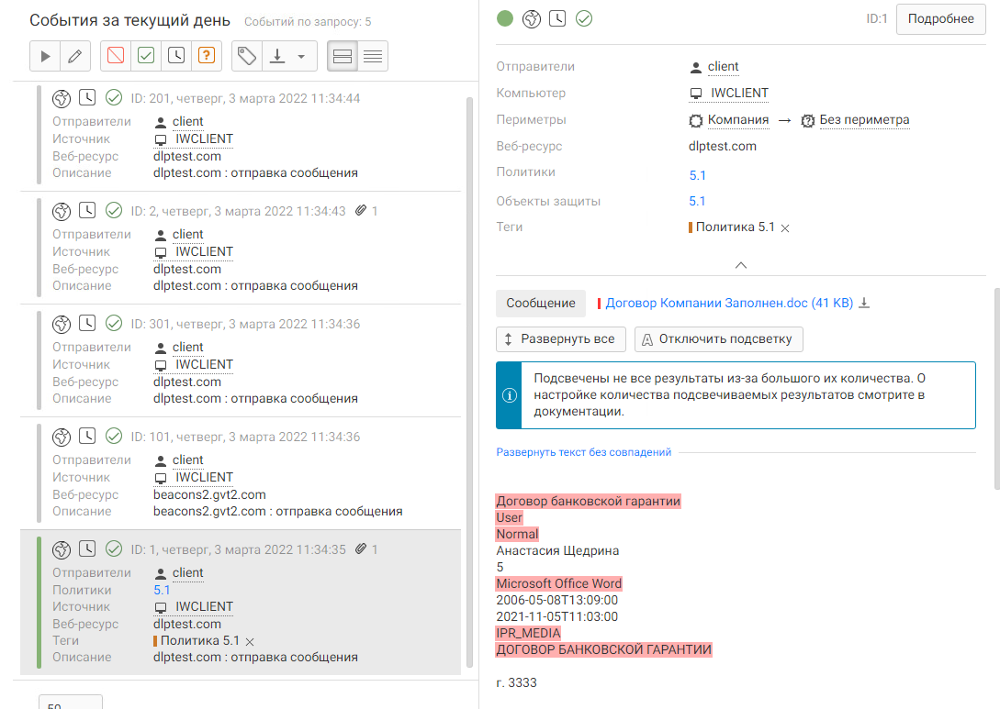 События за текущий день
Событий по запросу: 5
ID: 201, четверг, 3 марта 2022 11:34:44
Отправители client
Источник IWCLIENT
Веб-ресурс dlptest.com
Описание dlptest.com : отправка сообщения
ID: 2, четверг, 3 марта 2022 11:34:43 1
Отправители client
Источник IWCLIENT
Веб-ресурс dlptest.com
Описание dlptest.com : отправка сообщения
ID: 301, четверг, 3 марта 2022 11:34:36
Отправители client
Источник IWCLIENT
Веб-ресурс dlptest.com
Описание dlptest.com : отправка сообщения
ID: 101, четверг, 3 марта 2022 11:34:36
Отправители client
Источник IWCLIENT
Веб-ресурс beacons2.gvt2.com
Описание beacons2.gvt2.com : отправка сообщения
ID: 1, четверг, 3 марта 2022 11:34:35 1
Отправители client
Политики 5.1
Источник IWCLIENT
Веб-ресурс dlptest.com
Теги Политика 5.1
Описание dlptest.com : отправка сообщения
50
ID:1 Подробнее
Отправители client
Компьютер IWCLIENT
Периметры Компания → Без периметра
Веб-ресурс dlptest.com
Политики 5.1
Объекты защиты 5.1
Теги Политика 5.1
Сообщение Договор Компании Заполнен.doc (41 KB)
Развернуть все Отключить подсветку
Подсвечены не все результаты из-за большого их количества. О
настройке количества подсвечиваемых результатов смотрите в
документации.
Развернуть текст без совпадений
Договор банковской гарантии
User
Normal
Анастасия Щедрина
5
Microsoft Office Word
2006-05-08T13:09:00
2021-11-05T11:03:00
IPR_MEDIA
ДОГОВОР БАНКОВСКОЙ ГАРАНТИИ
г. 3333